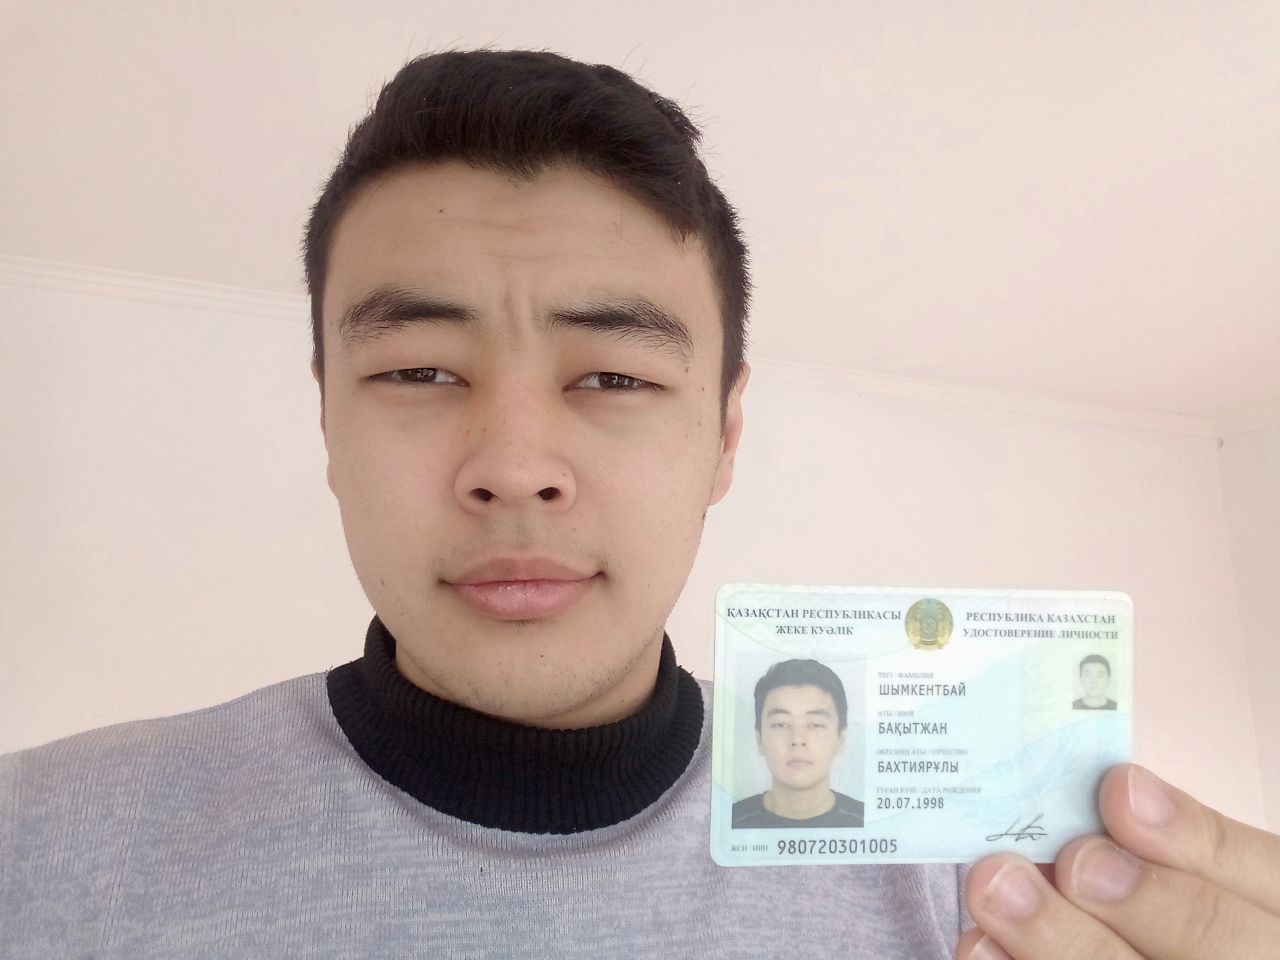 ҚАЗАҚСТАН РЕСПУБЛИКАСЫ
ЖЕКЕ КУӘЛІК
РЕСПУБЛИКА КАЗАХСТАН
УДОСТОВЕРЕНИЕ ЛИЧНОСТИ
ТЕГІ / ФАМИЛИЯ
ШЫМКЕНТБАЙ
АТЫ / ИМЯ
БАҚЫТЖАН
ӘКЕСІНІҢ АТЫ / ОТЧЕСТВО
БАХТИЯРҰЛЫ
ТУҒАН КҮНІ / ДАТА РОЖДЕНИЯ
20.07.1998
ЖСН / ИИН 980720301005